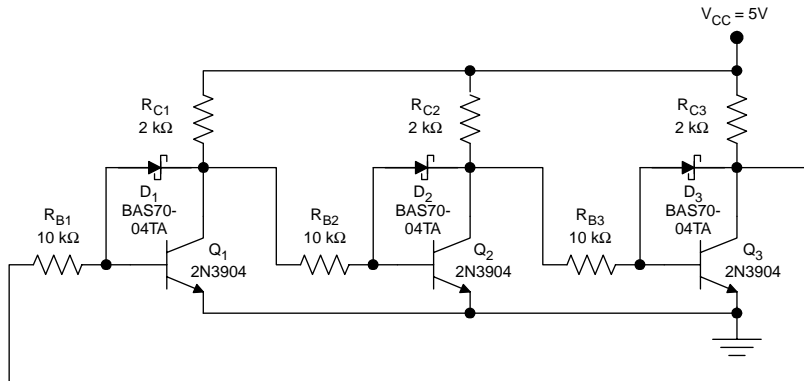 V_CC = 5V
R_C1
2 kΩ
R_C2
2 kΩ
R_C3
2 kΩ
D_1
BAS70-
04TA
D_2
BAS70-
04TA
D_3
BAS70-
04TA
R_B1
10 kΩ
R_B2
10 kΩ
R_B3
10 kΩ
Q_1
2N3904
Q_2
2N3904
Q_3
2N3904